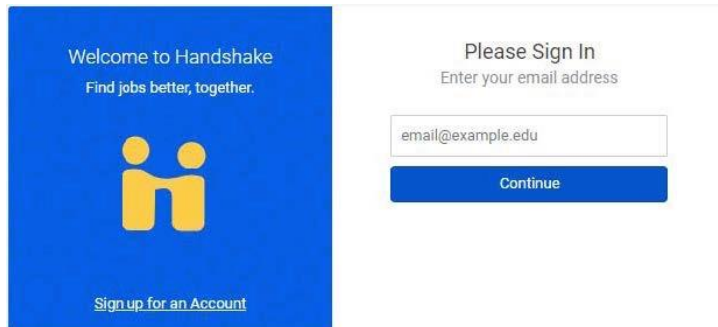 Welcome to Handshake
Find jobs better, together.
Sign up for an Account
Please Sign In
Enter your email address
email@example.edu
Continue